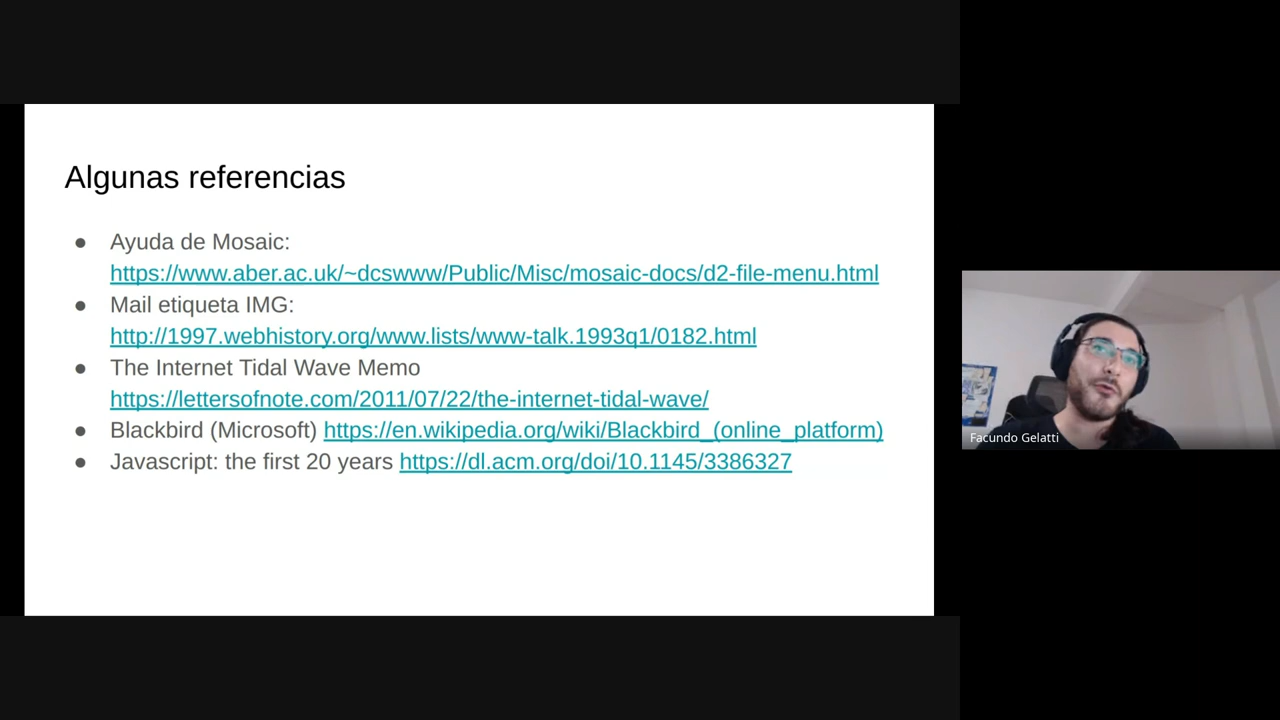 Algunas referencias
● Ayuda de Mosaic:
https://www.aber.ac.uk/~dcswww/Public/Misc/mosaic-docs/d2-file-menu.html
● Mail etiqueta IMG:
http://1997.webhistory.org/www.lists/www-talk.1993q1/0182.html
● The Internet Tidal Wave Memo
https://lettersofnote.com/2011/07/22/the-internet-tidal-wave/
● Blackbird (Microsoft) https://en.wikipedia.org/wiki/Blackbird_(online_platform)
● Javascript: the first 20 years https://dl.acm.org/doi/10.1145/3386327
Facundo Gelatti